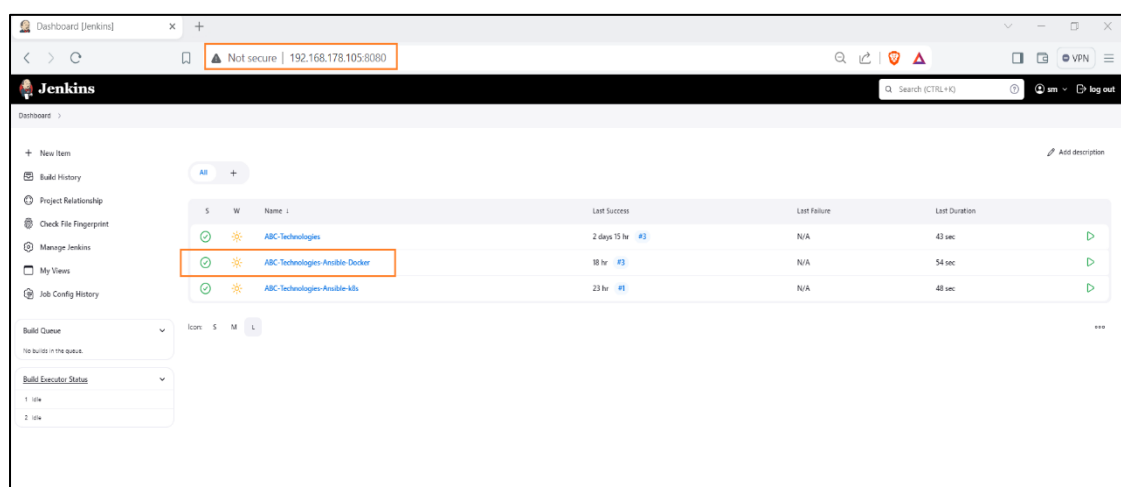 Dashboard [Jenkins]
Not secure | 192.168.178.105:8080
VPN
Jenkins
Search (CTRL+K)
sm
log out
Dashboard
New Item
Add description
Build History
All +
Project Relationship
Check File Fingerprint
S W Name ↓ Last Success Last Failure Last Duration
Manage Jenkins
ABC-Technologies 2 days 15 hr #3 N/A 43 sec
My Views
ABC-Technologies-Ansible-Docker 18 hr #3 N/A 54 sec
Job Config History
ABC-Technologies-Ansible-k8s 23 hr #1 N/A 48 sec
Build Queue
Icon: S M L
No builds in the queue.
Build Executor Status
1 Idle
2 Idle